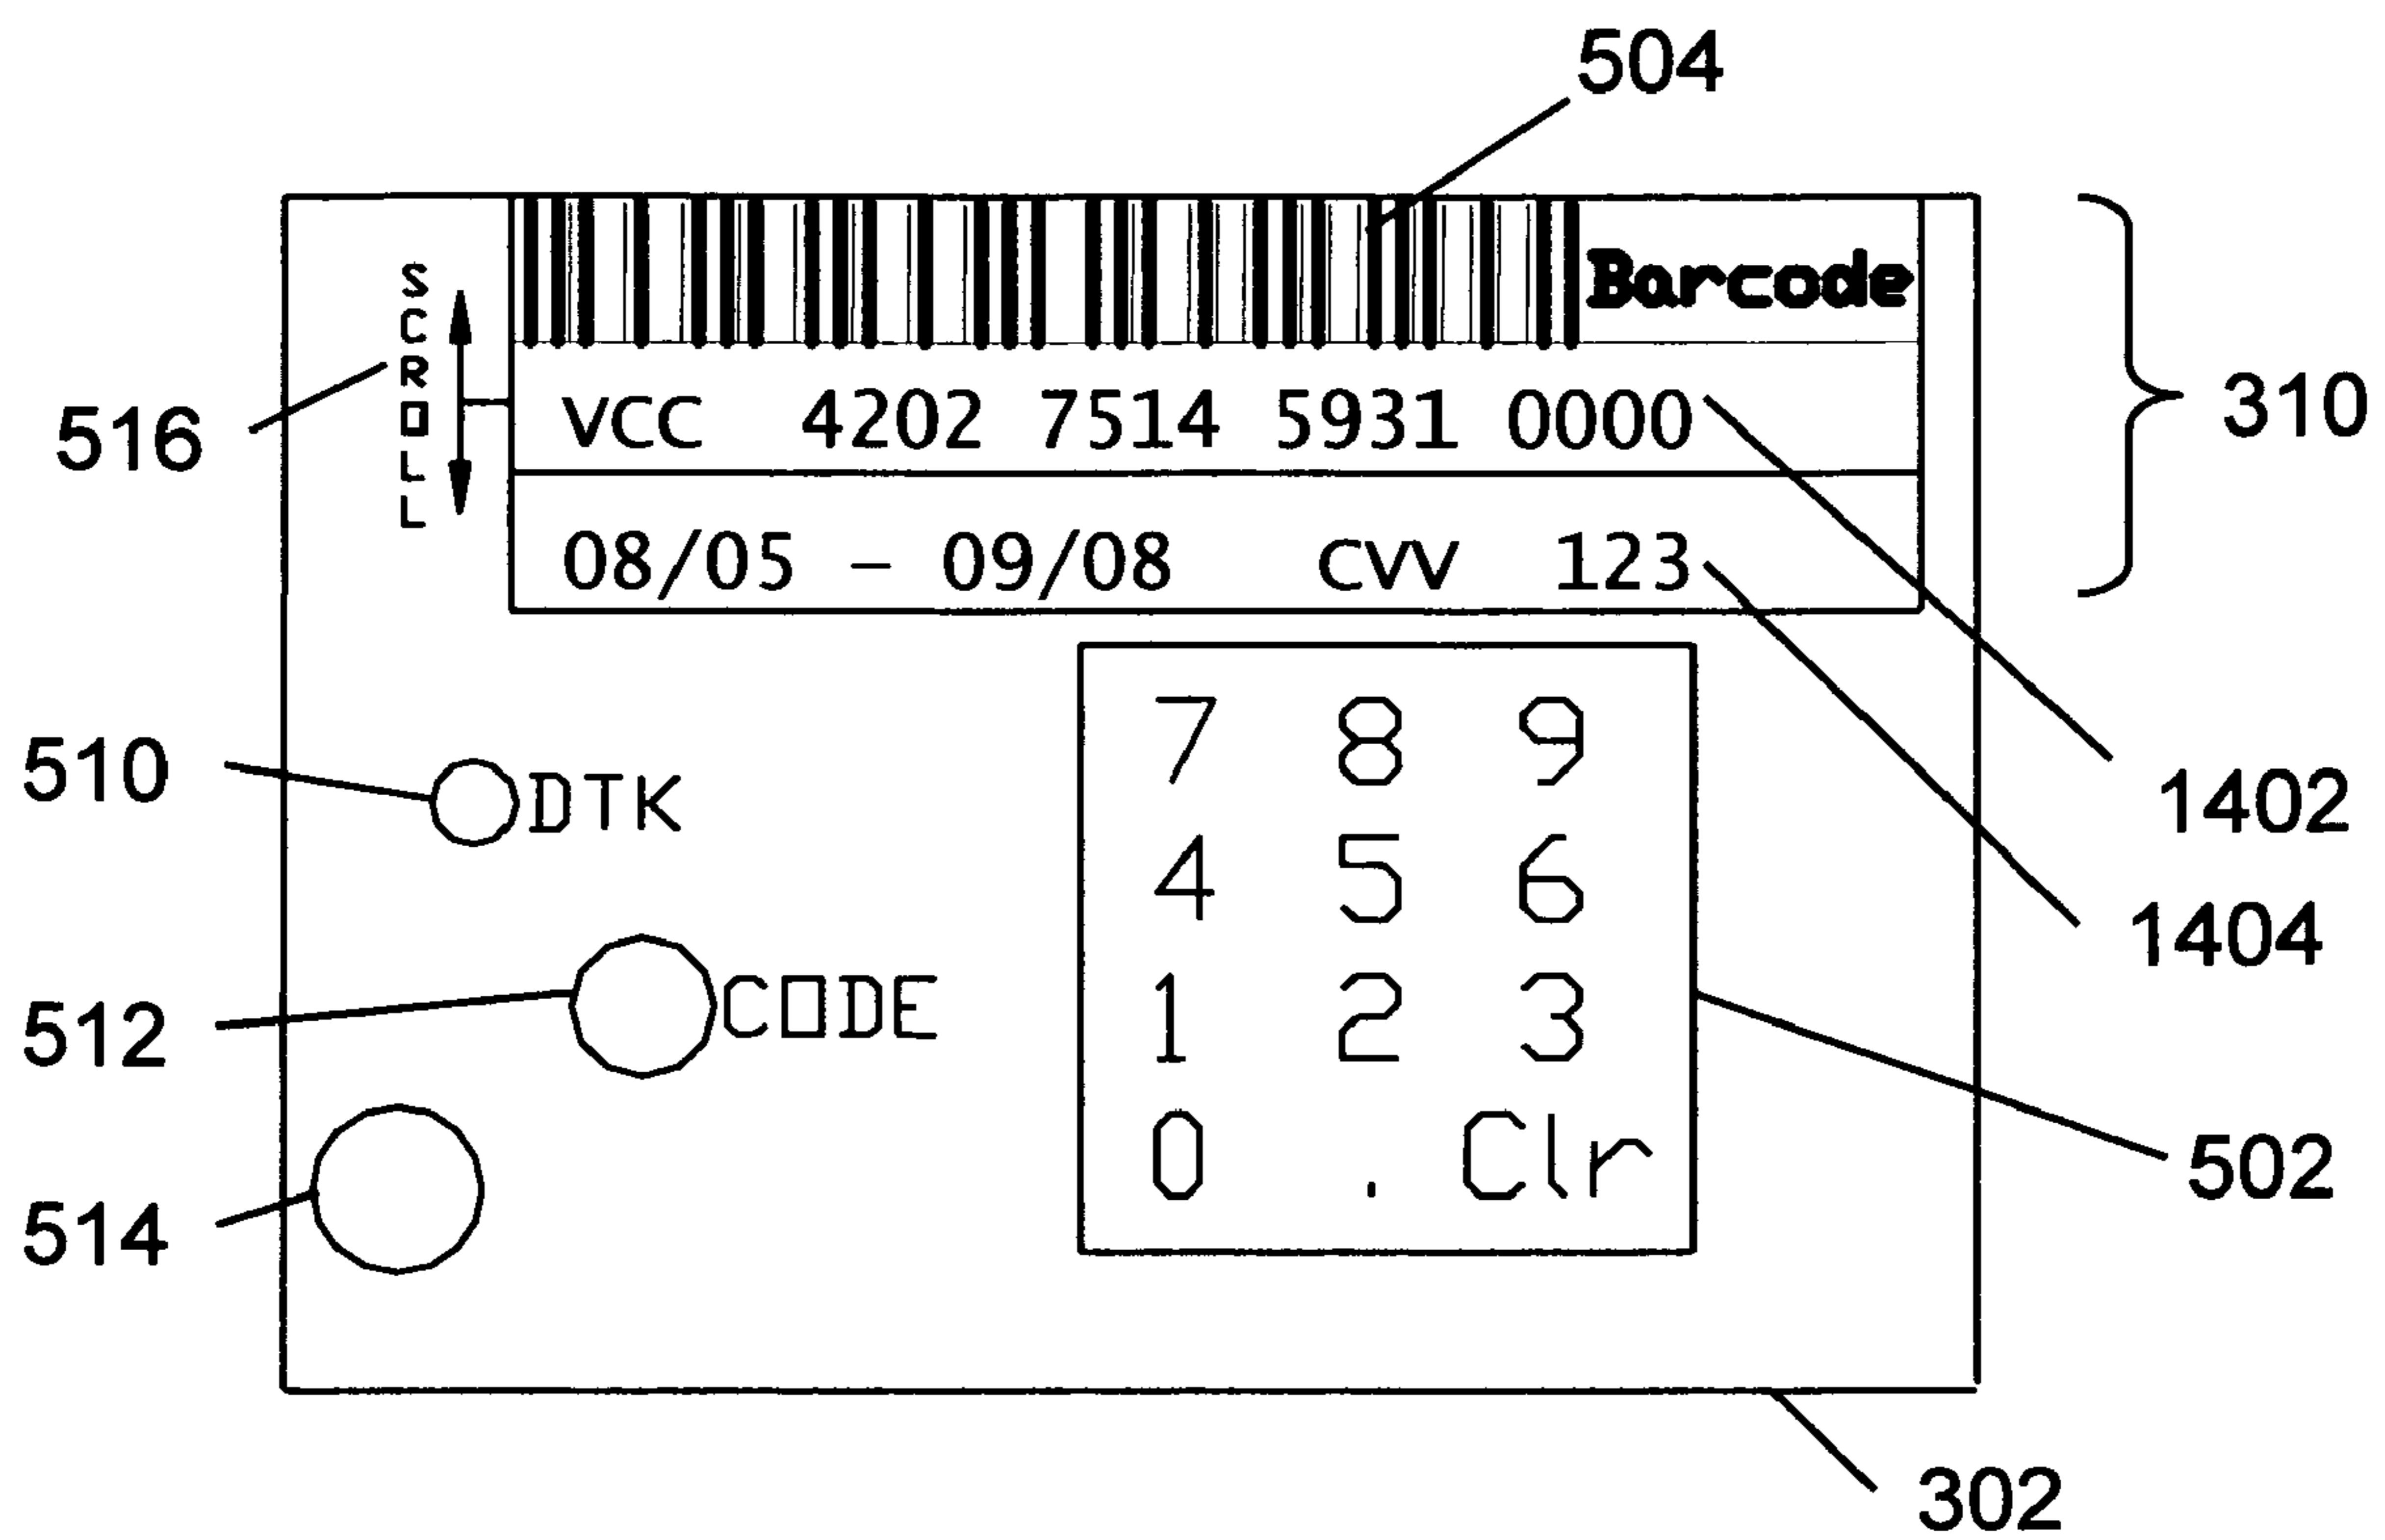 504
SCROLL
Barcode
516
VCC 4202 7514 5931 0000
310
08/05 – 09/08 CVV 123
510
DTK
7 8 9
1402
4 5 6
1404
512
CODE
1 2 3
502
0 . Clr
514
302